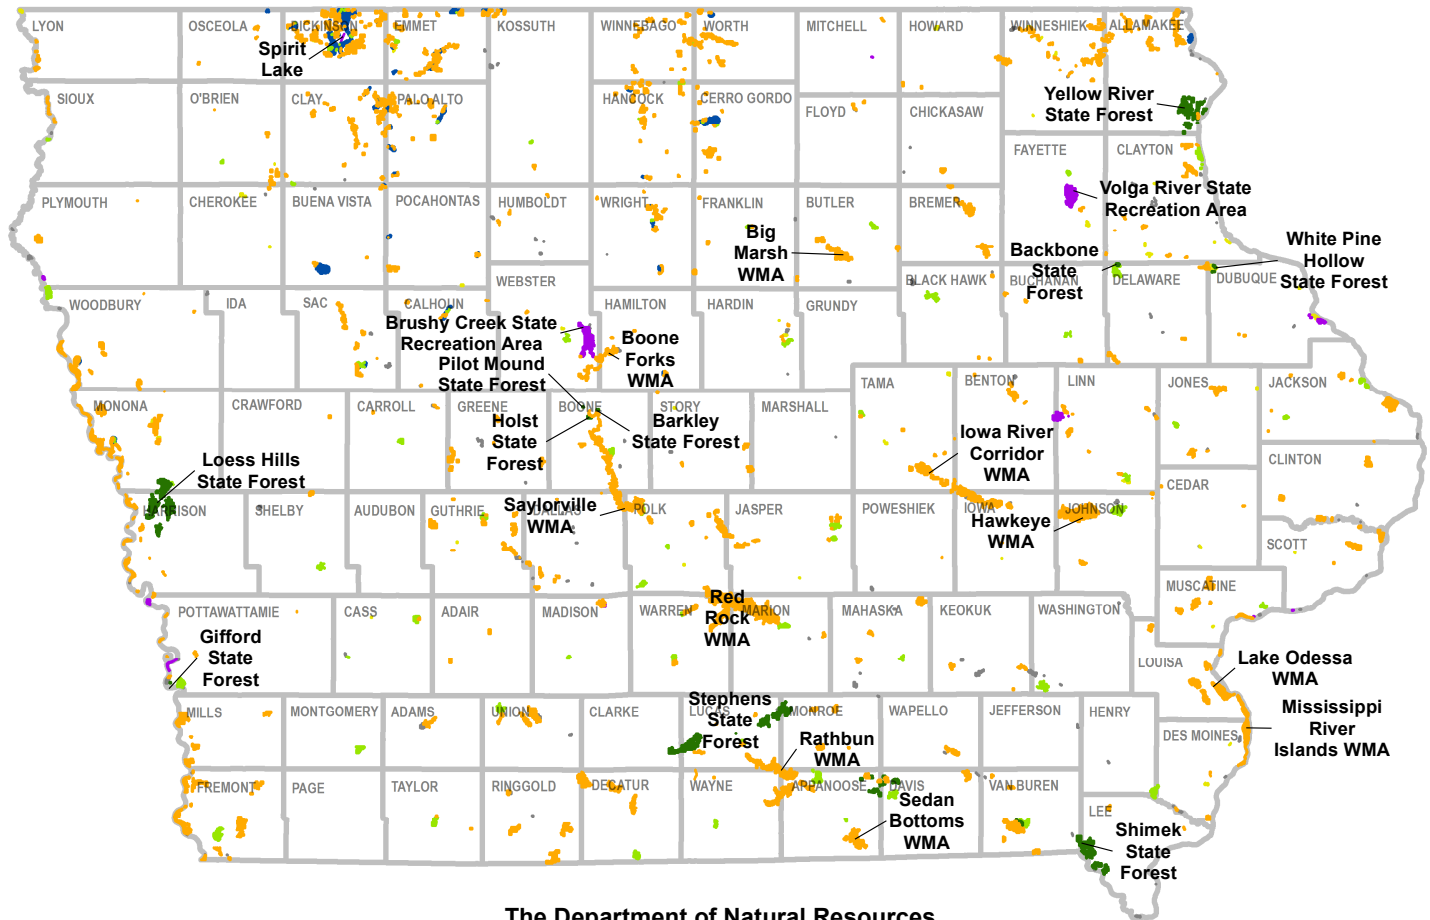 LYON
OSCEOLA
DICKINSON
EMMET
KOSSUTH
WINNEBAGO
WORTH
MITCHELL
HOWARD
WINNESHIEK
ALLAMAKEE
Spirit
Lake
SIOUX
O'BRIEN
CLAY
PALO ALTO
HANCOCK
CERRO GORDO
FLOYD
CHICKASAW
Yellow River
State Forest
FAYETTE
CLAYTON
PLYMOUTH
CHEROKEE
BUENA VISTA
POCAHONTAS
HUMBOLDT
WRIGHT
FRANKLIN
BUTLER
BREMER
Volga River State
Recreation Area
Big
Marsh
WMA
Backbone
State
Forest
White Pine
Hollow
State Forest
WEBSTER
BLACK HAWK
BUCHANAN
DELAWARE
DUBUQUE
WOODBURY
IDA
SAC
CALHOUN
HAMILTON
HARDIN
GRUNDY
Brushy Creek State
Recreation Area
Boone
Forks
WMA
Pilot Mound
State Forest
TAMA
BENTON
LINN
JONES
JACKSON
MONONA
CRAWFORD
CARROLL
GREENE
BOONE
STORY
MARSHALL
Holst
State
Forest
Barkley
State Forest
Iowa River
Corridor
WMA
CLINTON
Loess Hills
State Forest
CEDAR
HARRISON
SHELBY
AUDUBON
GUTHRIE
DALLAS
Saylorville
WMA
POLK
JASPER
POWESHIEK
IOWA
JOHNSON
Hawkeye
WMA
SCOTT
MUSCATINE
POTTAWATTAMIE
CASS
ADAIR
MADISON
WARREN
Red
Rock
WMA
MARION
MAHASKA
KEOKUK
WASHINGTON
Gifford
State
Forest
LOUISA
Lake Odessa
WMA
MILLS
MONTGOMERY
ADAMS
UNION
CLARKE
LUCAS
Stephens
State
Forest
MONROE
WAPELLO
JEFFERSON
HENRY
DES MOINES
Mississippi
River
Islands WMA
Rathbun
WMA
FREMONT
PAGE
TAYLOR
RINGGOLD
DECATUR
WAYNE
APPANOOSE
DAVIS
VAN BUREN
Sedan
Bottoms
WMA
LEE
Shimek
State
Forest
The Department of Natural Resources